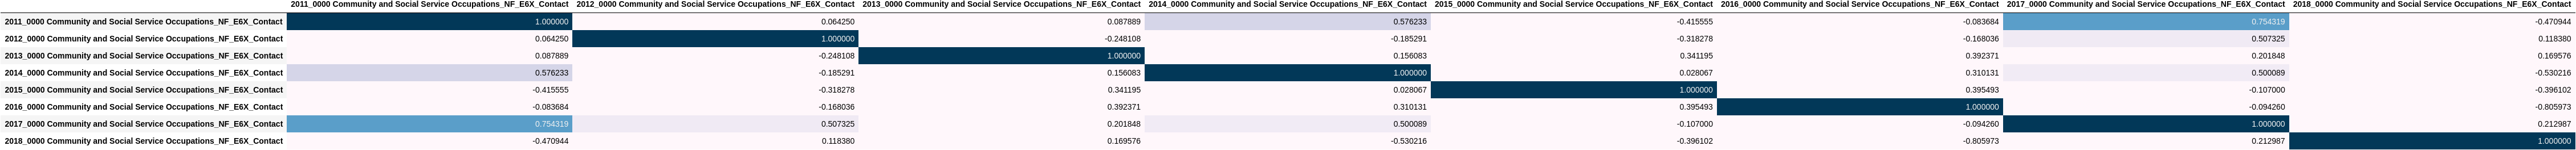 2011_0000 Community and Social Service Occupations_NF_E6X_Contact 2012_0000 Community and Social Service Occupations_NF_E6X_Contact 2013_0000 Community and Social Service Occupations_NF_E6X_Contact 2014_0000 Community and Social Service Occupations_NF_E6X_Contact 2015_0000 Community and Social Service Occupations_NF_E6X_Contact 2016_0000 Community and Social Service Occupations_NF_E6X_Contact 2017_0000 Community and Social Service Occupations_NF_E6X_Contact 2018_0000 Community and Social Service Occupations_NF_E6X_Contact
2011_0000 Community and Social Service Occupations_NF_E6X_Contact 1.000000 0.064250 0.087889 0.576233 -0.415555 -0.083684 0.754319 -0.470944
2012_0000 Community and Social Service Occupations_NF_E6X_Contact 0.064250 1.000000 -0.248108 -0.185291 -0.318278 -0.168036 0.507325 0.118380
2013_0000 Community and Social Service Occupations_NF_E6X_Contact 0.087889 -0.248108 1.000000 0.156083 0.341195 0.392371 0.201848 0.169576
2014_0000 Community and Social Service Occupations_NF_E6X_Contact 0.576233 -0.185291 0.156083 1.000000 0.028067 0.310131 0.500089 -0.530216
2015_0000 Community and Social Service Occupations_NF_E6X_Contact -0.415555 -0.318278 0.341195 0.028067 1.000000 0.395493 -0.107000 -0.396102
2016_0000 Community and Social Service Occupations_NF_E6X_Contact -0.083684 -0.168036 0.392371 0.310131 0.395493 1.000000 -0.094260 -0.805973
2017_0000 Community and Social Service Occupations_NF_E6X_Contact 0.754319 0.507325 0.201848 0.500089 -0.107000 -0.094260 1.000000 0.212987
2018_0000 Community and Social Service Occupations_NF_E6X_Contact -0.470944 0.118380 0.169576 -0.530216 -0.396102 -0.805973 0.212987 1.000000